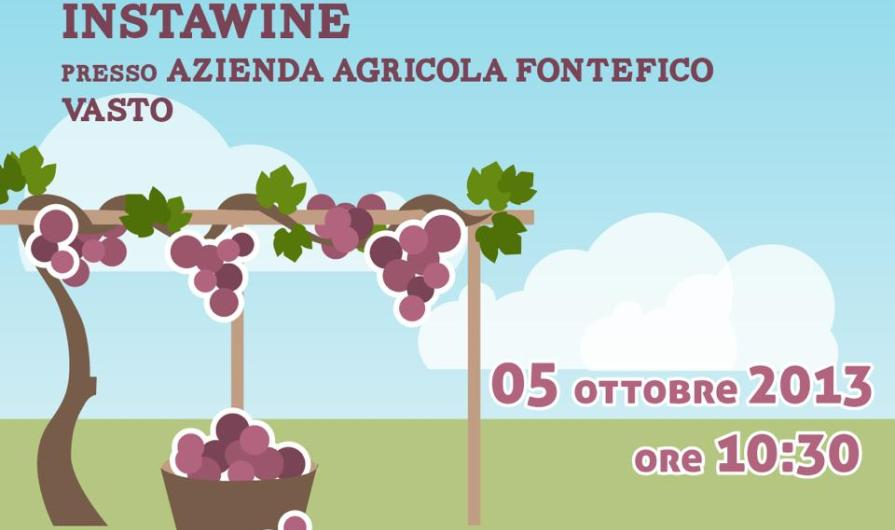 INSTAWINE
PRESSO AZIENDA AGRICOLA FONTEFICO
VASTO
05 OTTOBRE 2013
ORE 10:30